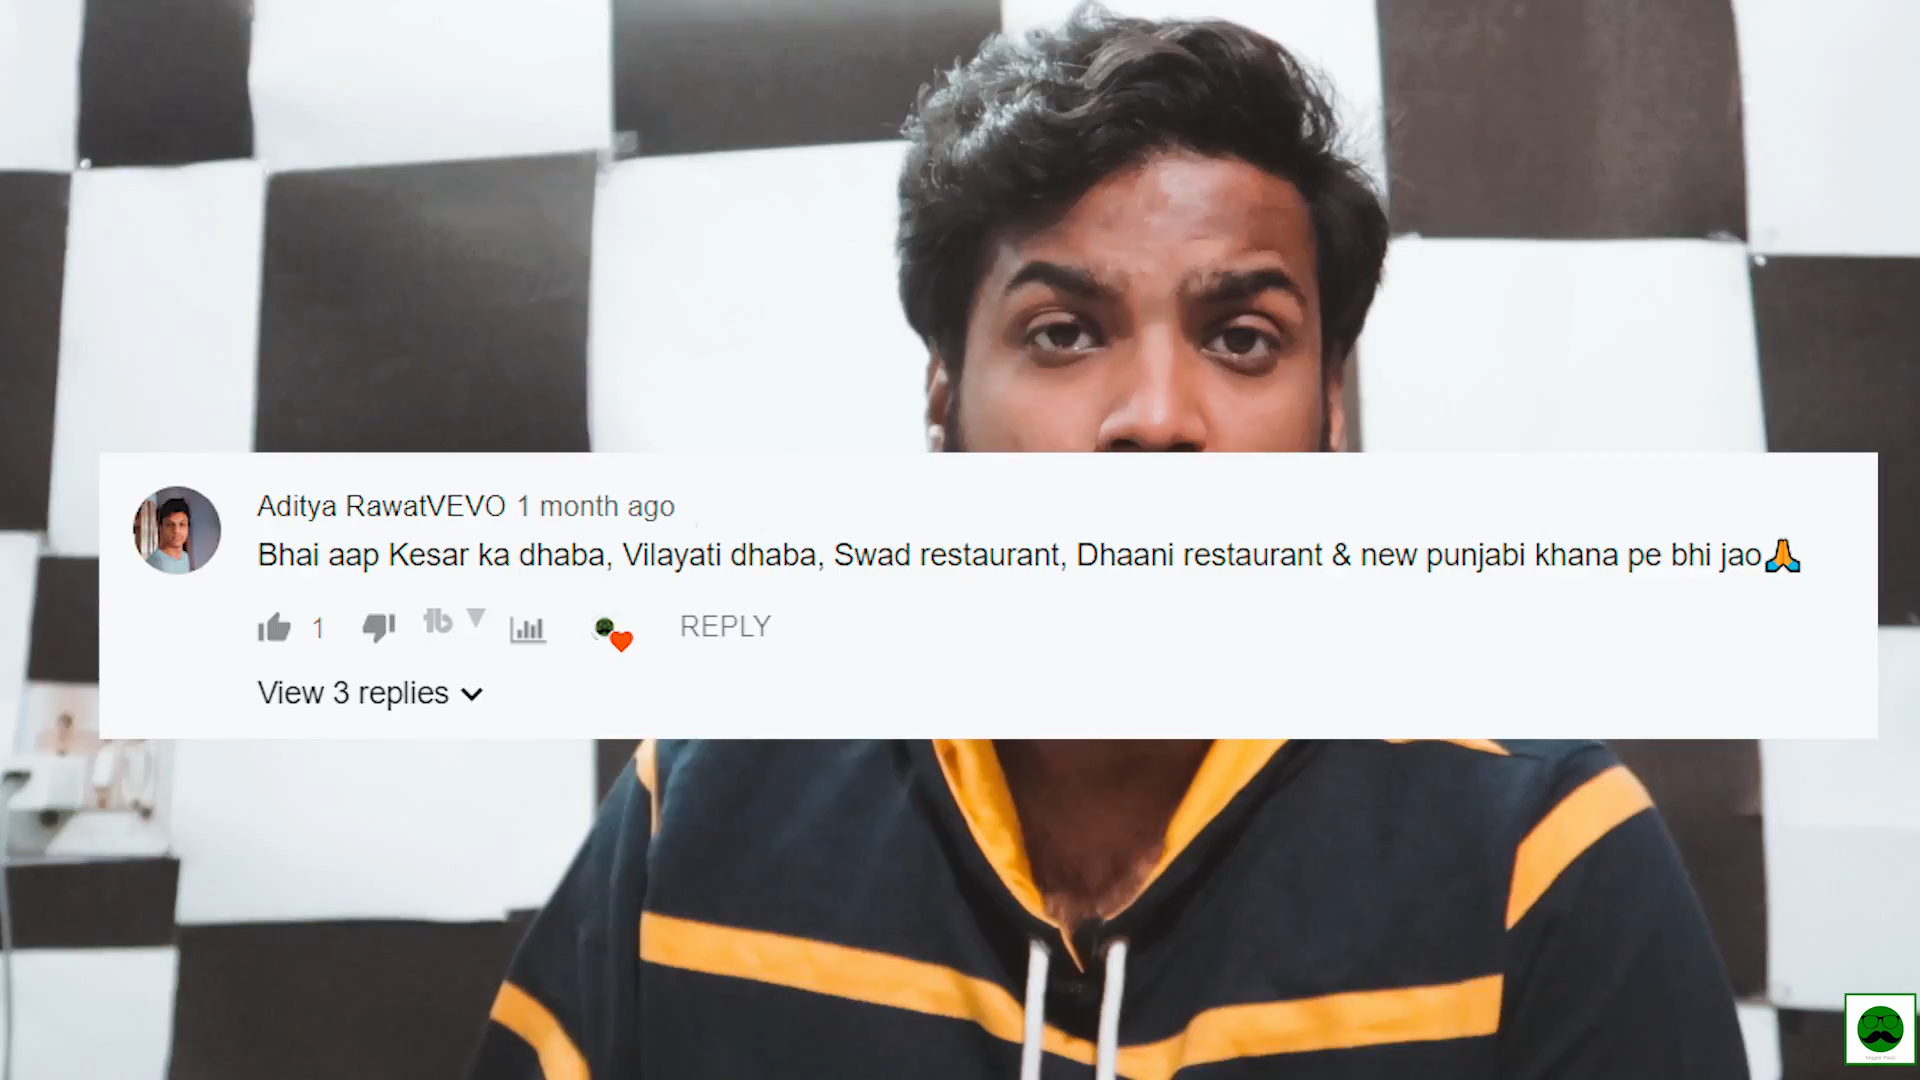 Aditya RawatVEVO 1 month ago
Bhai aap Kesar ka dhaba, Vilayati dhaba, Swad restaurant, Dhaani restaurant & new punjabi khana pe bhi jao🙏
1
REPLY
View 3 replies